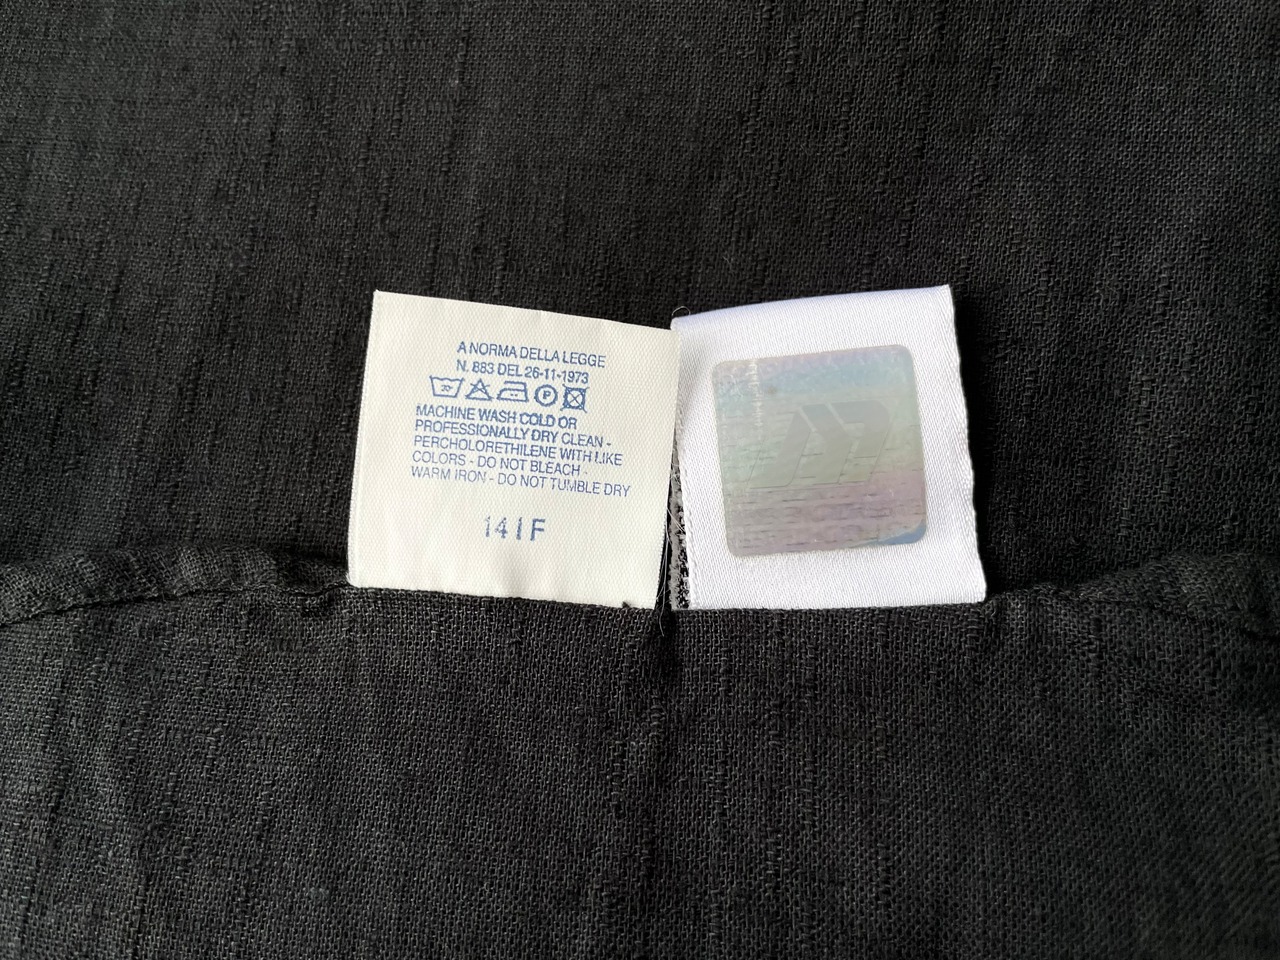 A NORMA DELLA LEGGE
N. 883 DEL 26-11-1973
30 P
MACHINE WASH COLD OR
PROFESSIONALLY DRY CLEAN -
PERCHOLORETHILENE WITH LIKE
COLORS - DO NOT BLEACH -
WARM IRON - DO NOT TUMBLE DRY
141F